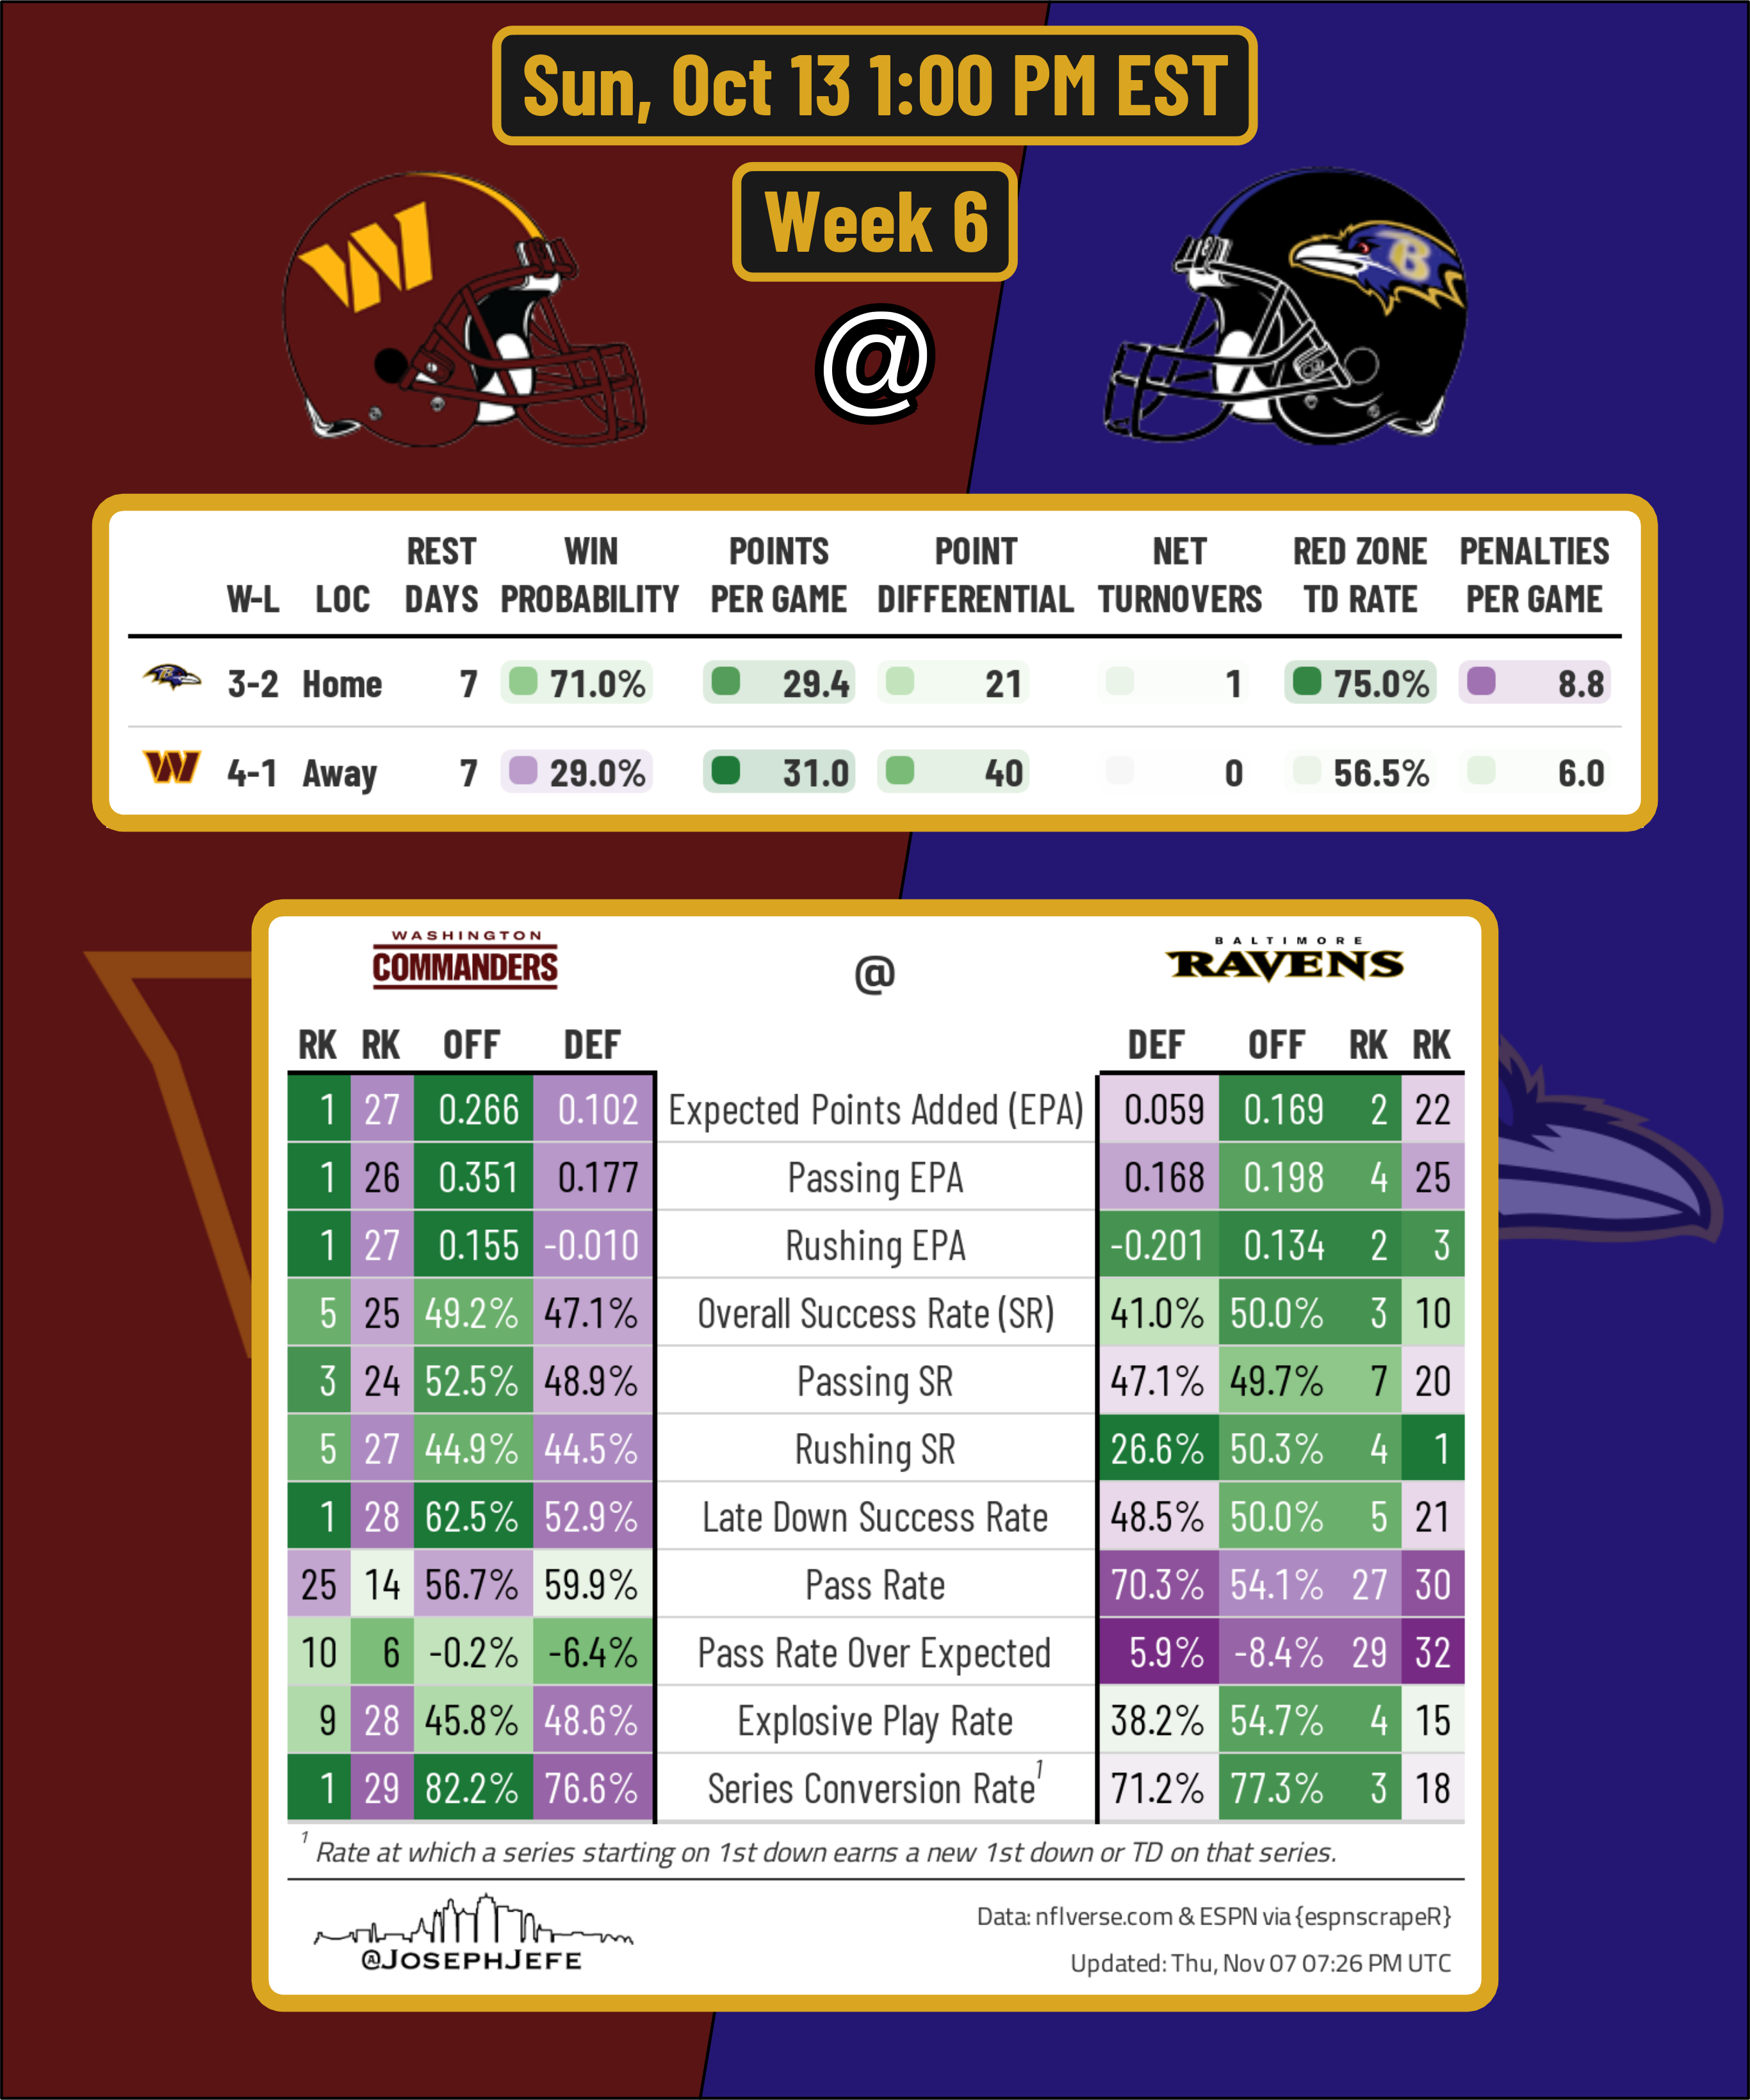 Sun, Oct 13 1:00 PM EST
Week 6
W
B
@
W-L LOC REST DAYS WIN PROBABILITY POINTS PER GAME POINT DIFFERENTIAL NET TURNOVERS RED ZONE TD RATE PENALTIES PER GAME
3-2 Home 7 71.0% 29.4 21 1 75.0% 8.8
W 4-1 Away 7 29.0% 31.0 40 0 56.5% 6.0
WASHINGTON
COMMANDERS
@
BALTIMORE
RAVENS
RK RK OFF DEF DEF OFF RK RK
1 27 0.266 0.102 Expected Points Added (EPA) 0.059 0.169 2 22
1 26 0.351 0.177 Passing EPA 0.168 0.198 4 25
1 27 0.155 -0.010 Rushing EPA -0.201 0.134 2 3
5 25 49.2% 47.1% Overall Success Rate (SR) 41.0% 50.0% 3 10
3 24 52.5% 48.9% Passing SR 47.1% 49.7% 7 20
5 27 44.9% 44.5% Rushing SR 26.6% 50.3% 4 1
1 28 62.5% 52.9% Late Down Success Rate 48.5% 50.0% 5 21
25 14 56.7% 59.9% Pass Rate 70.3% 54.1% 27 30
10 6 -0.2% -6.4% Pass Rate Over Expected 5.9% -8.4% 29 32
9 28 45.8% 48.6% Explosive Play Rate 38.2% 54.7% 4 15
1 29 82.2% 76.6% Series Conversion Rate¹ 71.2% 77.3% 3 18
¹ Rate at which a series starting on 1st down earns a new 1st down or TD on that series.
@JOSEPHJEFE
Data: nflverse.com & ESPN via {espnscrapeR}
Updated: Thu, Nov 07 07:26 PM UTC